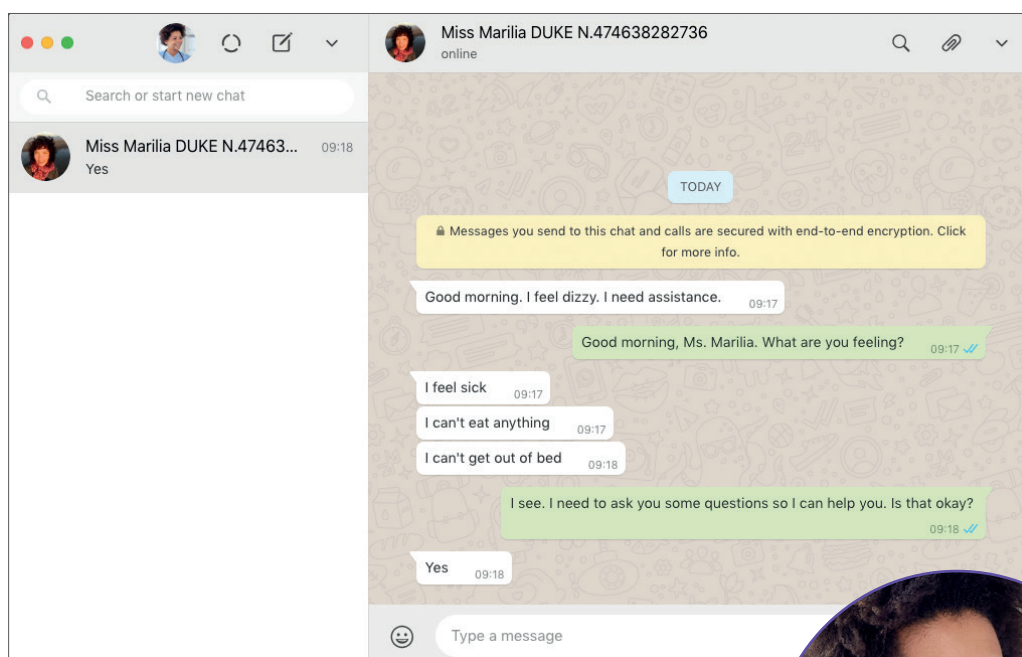 Miss Marilia DUKE N.474638282736
online
Search or start new chat
Miss Marilia DUKE N.47463... 09:18
Yes
TODAY
Messages you send to this chat and calls are secured with end-to-end encryption. Click
for more info.
Good morning. I feel dizzy. I need assistance. 09:17
Good morning, Ms. Marilia. What are you feeling? 09:17
I feel sick 09:17
I can't eat anything 09:17
I can't get out of bed 09:18
I see. I need to ask you some questions so I can help you. Is that okay?
09:18
Yes 09:18
Type a message